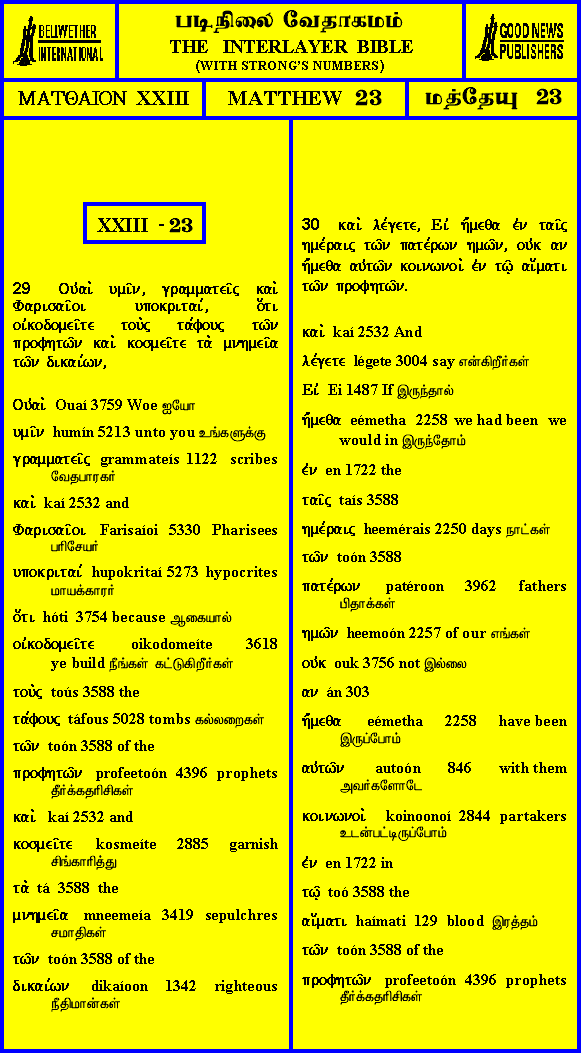 BELLWETHER
INTERNATIONAL
படிநிலை வேதாகமம்
THE INTERLAYER BIBLE
(WITH STRONG'S NUMBERS)
GOOD NEWS
PUBLISHERS
ΜΑΤΘΑΙΟΝ XXIII
MATTHEW 23
மத்தேயு 23
XXIII - 23
29 Οὐαὶ υμῖν, γραμματεῖς καὶ
Φαρισαῖοι υποκριταί, ὅτι
οἰκοδομεῖτε τοὺς τάφους τῶν
προφητῶν καὶ κοσμεῖτε τὰ μνημεῖα
τῶν δικαίων,
Οὐαὶ Ouaí 3759 Woe ஐயோ
υμῖν humín 5213 unto you உங்களுக்கு
γραμματεῖς grammateís 1122 scribes
வேதபாரகர்
καὶ kaí 2532 and
Φαρισαῖοι Farisaíoi 5330 Pharisees
பரிசேயர்
υποκριταί hupokritaí 5273 hypocrites
மாயக்காரர்
ὅτι hóti 3754 because ஆகையால்
οἰκοδομεῖτε oikodomeíte 3618
ye build நீங்கள் கட்டுகிறீர்கள்
τοὺς toús 3588 the
τάφους táfous 5028 tombs கல்லறைகள்
τῶν toón 3588 of the
προφητῶν profeetoón 4396 prophets
தீர்க்கதரிசிகள்
καὶ kaí 2532 and
κοσμεῖτε kosmeíte 2885 garnish
சிங்காரித்து
τὰ tá 3588 the
μνημεῖα mneemeía 3419 sepulchres
சமாதிகள்
τῶν toón 3588 of the
δικαίων dikaíoon 1342 righteous
நீதிமான்கள்
30 καὶ λέγετε, Εἰ ἤμεθα ἐν ταῖς
ημέραις τῶν πατέρων ημῶν, οὐκ αν
ἤμεθα αὐτῶν κοινωνοὶ ἐν τῷ αἵματι
τῶν προφητῶν.
καὶ kaí 2532 And
λέγετε légete 3004 say என்கிறீர்கள்
Εἰ Ei 1487 If இருந்தால்
ἤμεθα eémetha 2258 we had been we
would in இருந்தோம்
ἐν en 1722 the
ταῖς taís 3588
ημέραις heemérais 2250 days நாட்கள்
τῶν toón 3588
πατέρων patéroon 3962 fathers
பிதாக்கள்
ημῶν heemoón 2257 of our எங்கள்
οὐκ ouk 3756 not இல்லை
αν án 303
ἤμεθα eémetha 2258 have been
இருப்போம்
αὐτῶν autoón 846 with them
அவர்களோடே
κοινωνοὶ koinoonoí 2844 partakers
உடன்பட்டிருப்போம்
ἐν en 1722 in
τῷ toó 3588 the
αἵματι haímati 129 blood இரத்தம்
τῶν toón 3588 of the
προφητῶν profeetoón 4396 prophets
தீர்க்கதரிசிகள்